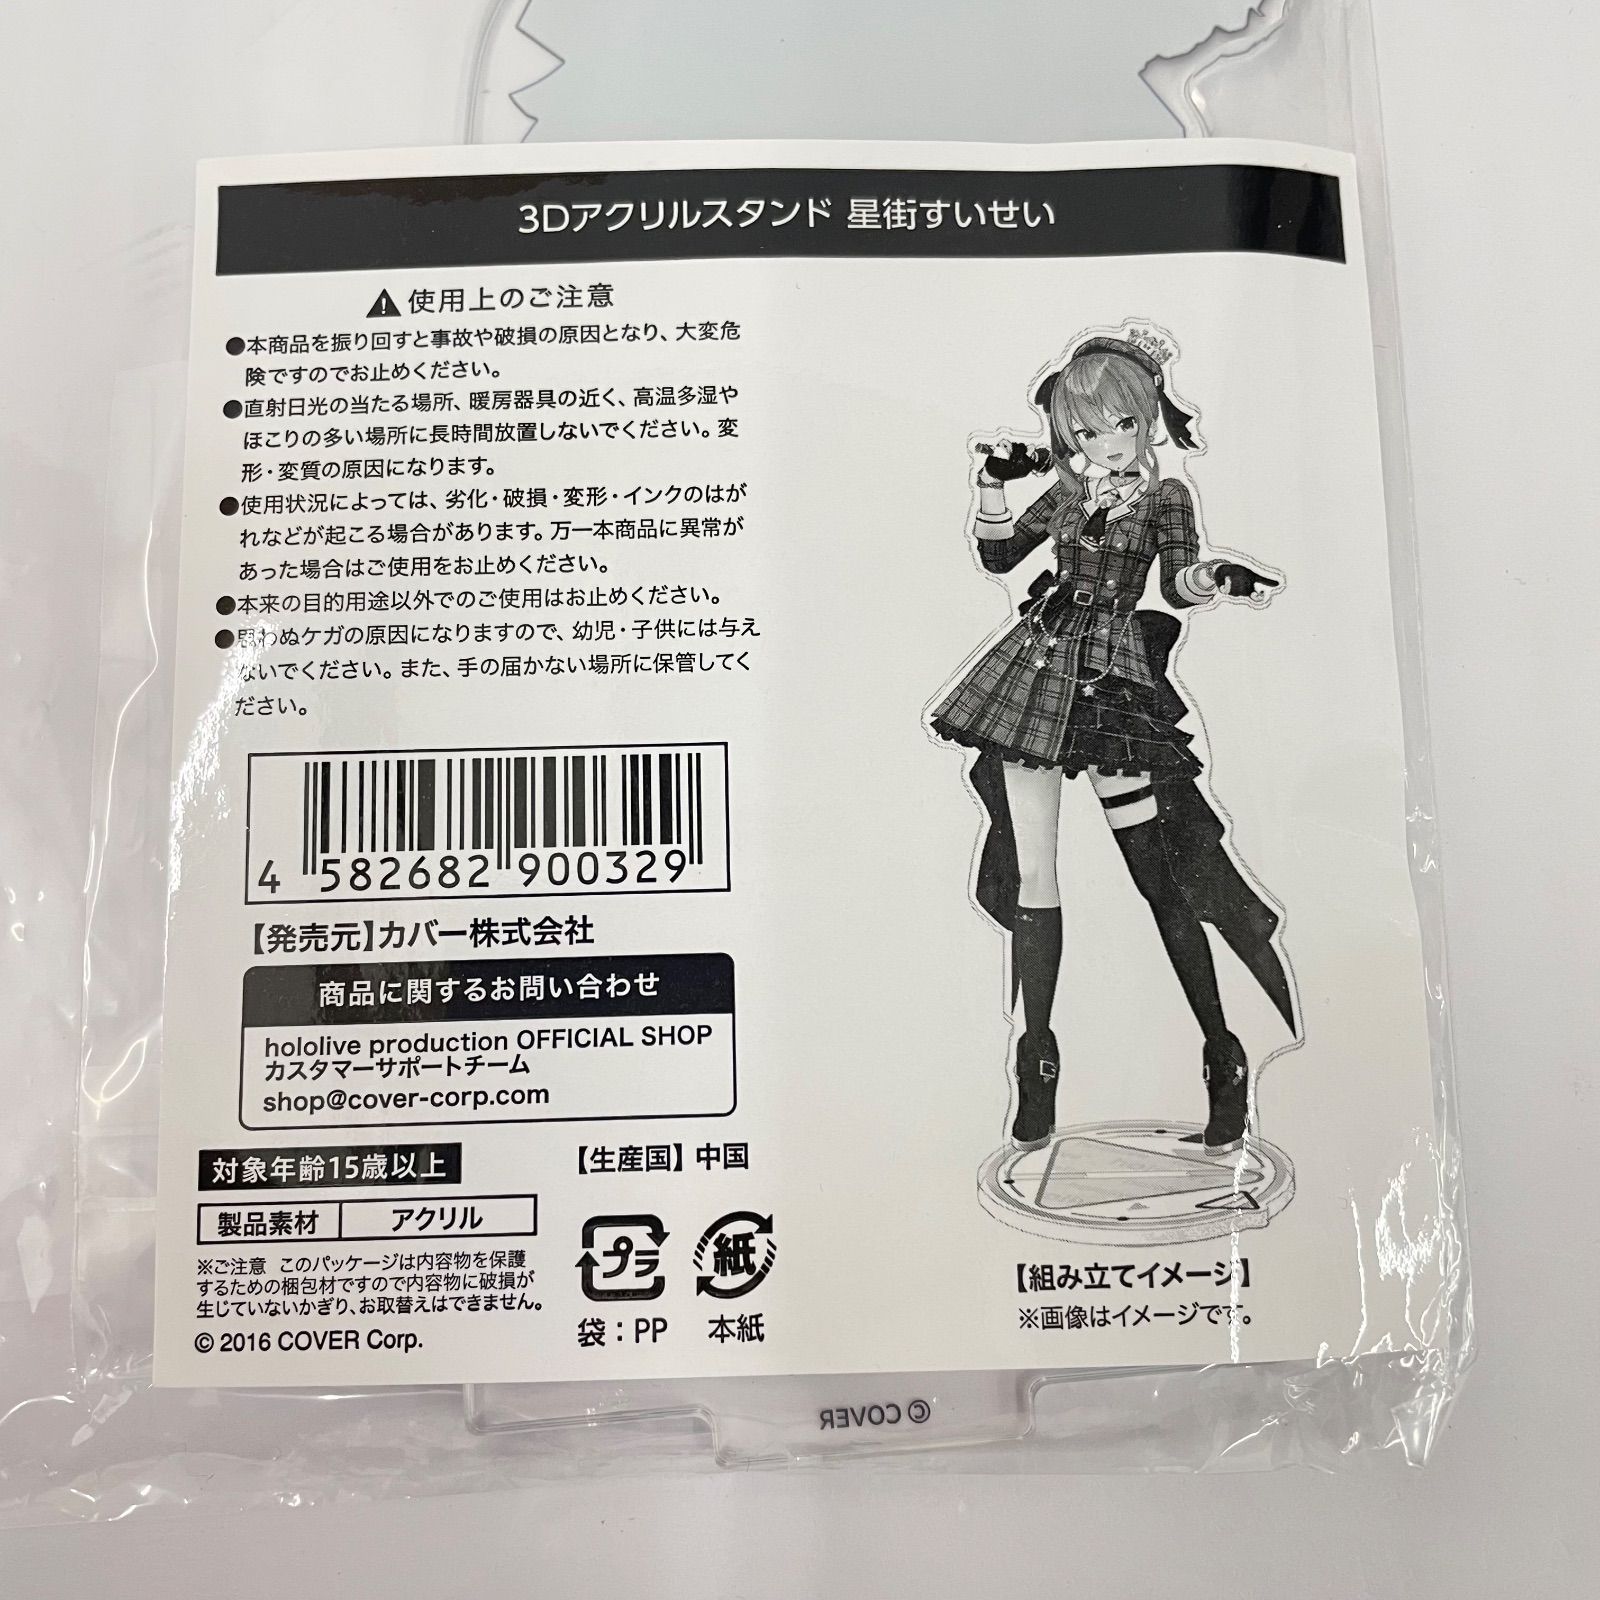 3Dアクリルスタンド 星街すいせい
使用上のご注意
●本商品を振り回すと事故や破損の原因となり、大変危
険ですのでお止めください。
●直射日光の当たる場所、暖房器具の近く、高温多湿や
ほこりの多い場所に長時間放置しないでください。変
形・変質の原因になります。
●使用状況によっては、劣化・破損・変形・インクのはが
れなどが起こる場合があります。万一本商品に異常が
あった場合はご使用をお止めください。
●本来の目的用途以外でのご使用はお止めください。
●思わぬケガの原因になりますので、幼児・子供には与え
ないでください。また、手の届かない場所に保管してく
ださい。
4 582682 900329
【発売元】カバー株式会社
商品に関するお問い合わせ
hololive production OFFICIAL SHOP
カスタマーサポートチーム
shop@cover-corp.com
対象年齢15歳以上
【生産国】中国
製品素材 アクリル
※ご注意 このパッケージは内容物を保護
するための梱包材ですので内容物に破損が
生じていないかぎり、お取替えはできません。
© 2016 COVER Corp.
プラ
袋：PP
紙
本紙
【組み立てイメージ】
※画像はイメージです。
© COVER